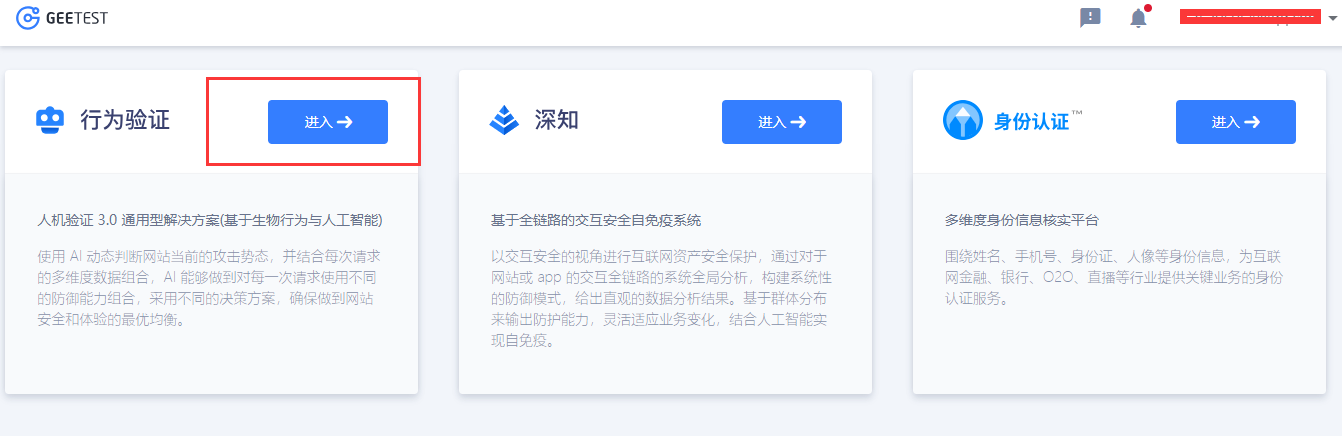 GEETEST
行为验证
进入
深知
进入
身份认证™
进入
人机验证 3.0 通用型解决方案(基于生物行为与人工智能)
使用 AI 动态判断网站当前的攻击势态，并结合每次请求
的多维度数据组合，AI 能够做到对每一次请求使用不同
的防御能力组合，采用不同的决策方案，确保做到网站
安全和体验的最优均衡。
基于全链路的交互安全自免疫系统
以交互安全的视角进行互联网资产安全保护，通过对于
网站或 app 的交互全链路的系统全局分析，构建系统性
的防御模式，给出直观的数据分析结果。基于群体分布
来输出防护能力，灵活适应业务变化，结合人工智能实
现自免疫。
多维度身份信息核实平台
围绕姓名、手机号、身份证、人像等身份信息，为互联
网金融、银行、O2O、直播等行业提供关键业务的身份
认证服务。